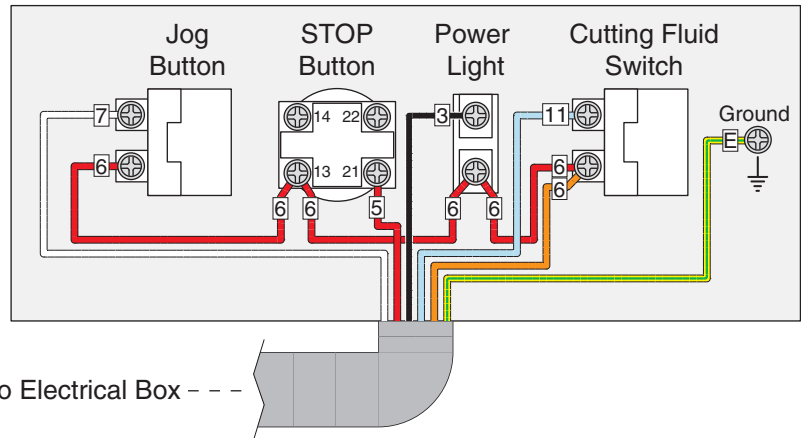 Jog
Button
STOP
Button
Power
Light
Cutting Fluid
Switch
7
14 22
3
11
Ground
E
6
13 21
6
6
6
6
5
6
6
o Electrical Box